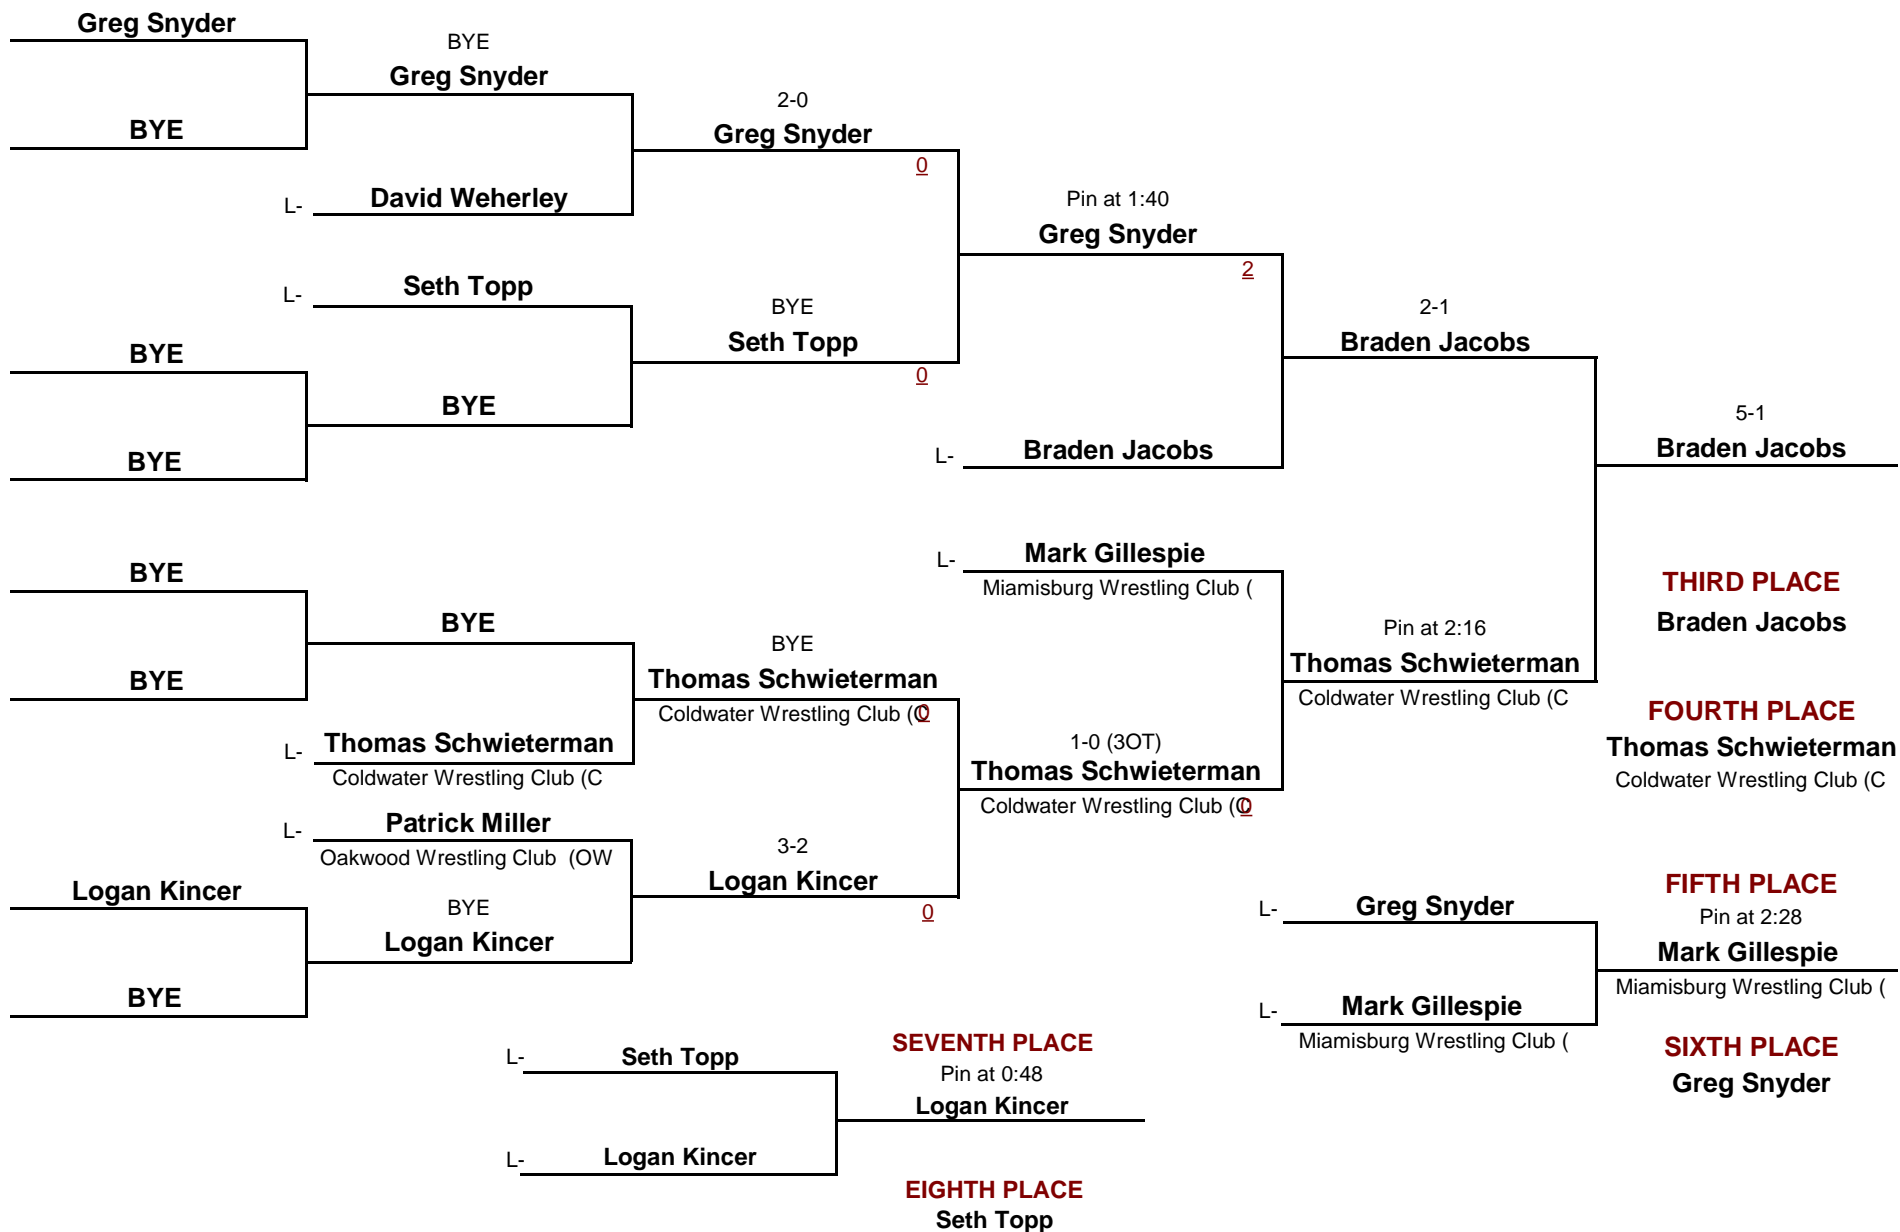 Greg Snyder
BYE
BYE
Greg Snyder
L-
David Weherley
2-0
Greg Snyder
0
L-
Seth Topp
BYE
BYE
BYE
BYE
Seth Topp
0
Pin at 1:40
Greg Snyder
2
L-
Braden Jacobs
2-1
Braden Jacobs
5-1
Braden Jacobs
BYE
BYE
BYE
L-
Thomas Schwieterman
Coldwater Wrestling Club (C
BYE
Thomas Schwieterman
Coldwater Wrestling Club (C
0
L-
Mark Gillespie
Miamisburg Wrestling Club (
L-
Patrick Miller
Oakwood Wrestling Club  (OW
Logan Kincer
BYE
BYE
Logan Kincer
3-2
Logan Kincer
0
1-0 (3OT)
Thomas Schwieterman
Coldwater Wrestling Club (C
0
Pin at 2:16
Thomas Schwieterman
Coldwater Wrestling Club (C
THIRD PLACE
Braden Jacobs
FOURTH PLACE
Thomas Schwieterman
Coldwater Wrestling Club (C
L-
Greg Snyder
L-
Mark Gillespie
Miamisburg Wrestling Club (
FIFTH PLACE
Pin at 2:28
Mark Gillespie
Miamisburg Wrestling Club (
SIXTH PLACE
Greg Snyder
L-
Seth Topp
L-
Logan Kincer
SEVENTH PLACE
Pin at 0:48
Logan Kincer
EIGHTH PLACE
Seth Topp